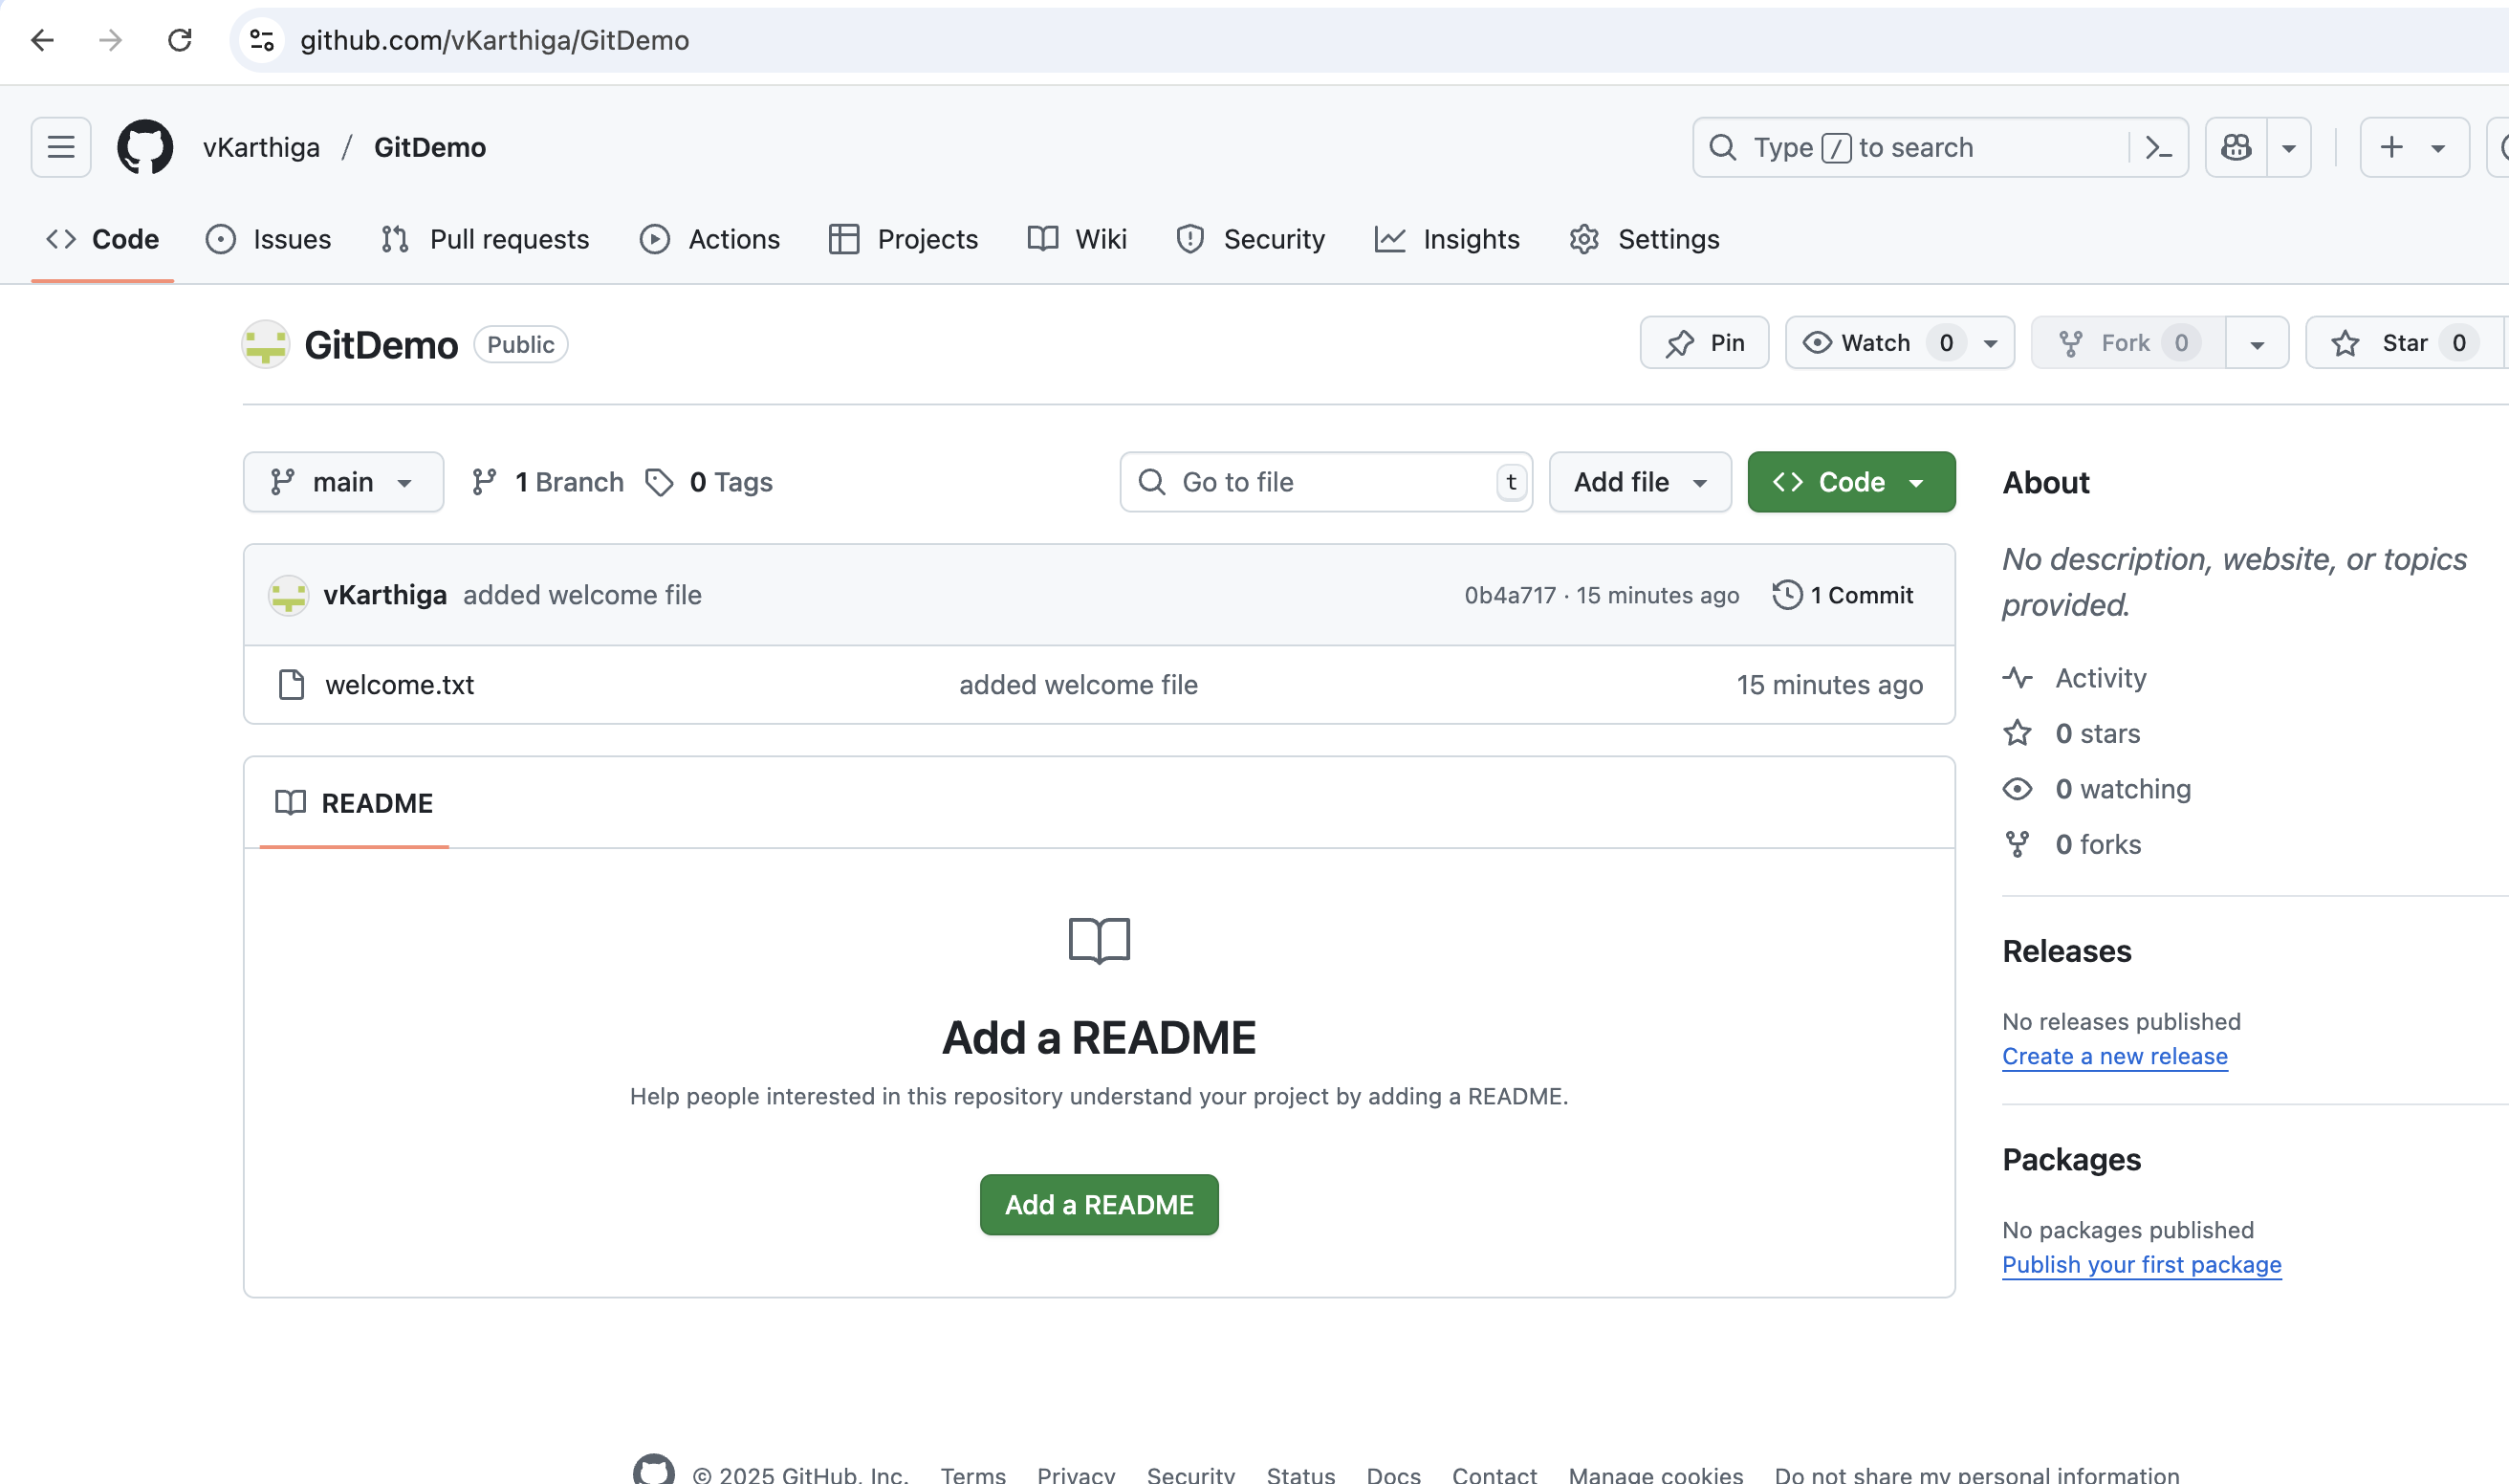 github.com/vKarthiga/GitDemo
vKarthiga / GitDemo
Type / to search
Code Issues Pull requests Actions Projects Wiki Security Insights Settings
GitDemo Public
Pin Watch 0 Fork 0 Star 0
main 1 Branch 0 Tags Go to file t Add file Code
vKarthiga added welcome file 0b4a717 · 15 minutes ago 1 Commit
welcome.txt added welcome file 15 minutes ago
README
Add a README
Help people interested in this repository understand your project by adding a README.
Add a README
About
No description, website, or topics
provided.
Activity
0 stars
0 watching
0 forks
Releases
No releases published
Create a new release
Packages
No packages published
Publish your first package
© 2025 GitHub, Inc. Terms Privacy Security Status Docs Contact Manage cookies Do not share my personal information